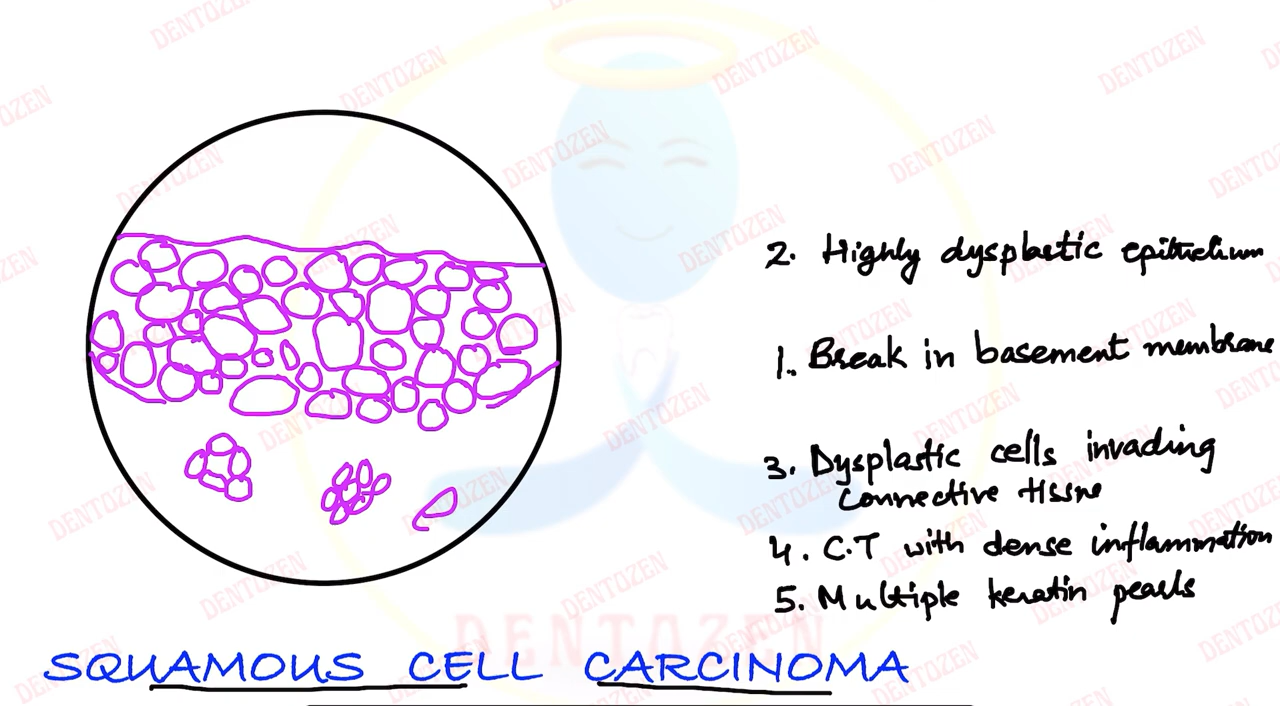 2. Highly dysplastic epithelium
1. Break in basement membrane
3. Dysplastic cells invading
connective tissue
4. C.T with dense inflammation
5. Multiple keratin pearls
DENTOZEN
SQUAMOUS CELL CARCINOMA